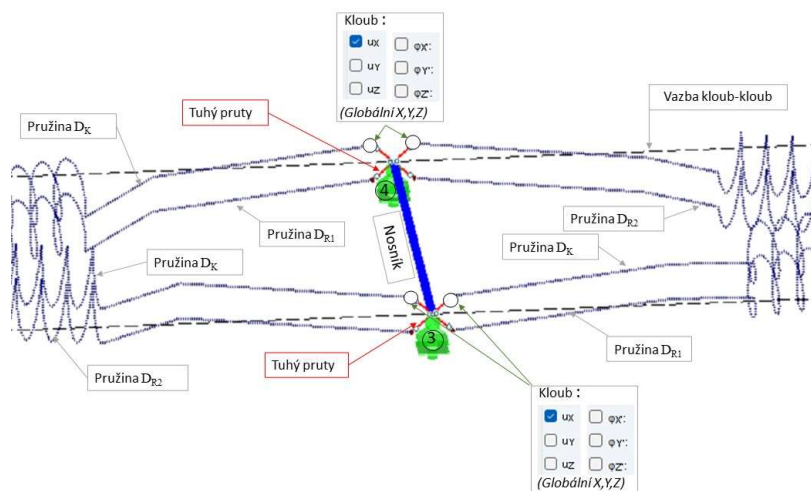 Kloub :
uX
φX':
uY
φY':
uZ
φZ':
(Globální X,Y,Z)
Tuhý pruty
Vazba kloub-kloub
Pružina DK
4
Nosník
Pružina DR1
Pružina DR2
Pružina DK
Pružina DK
3
Tuhý pruty
Pružina DR1
Pružina DR2
Kloub :
uX
φX':
uY
φY':
uZ
φZ':
(Globální X,Y,Z)